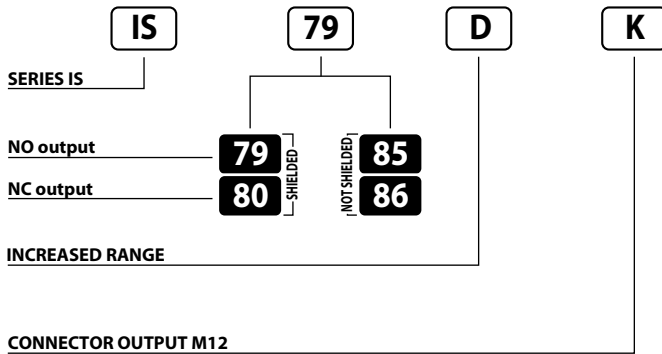 IS 79 D K
SERIES IS
NO output 79 SHIELDED NOT SHIELDED 85
NC output 80 86
INCREASED RANGE
CONNECTOR OUTPUT M12